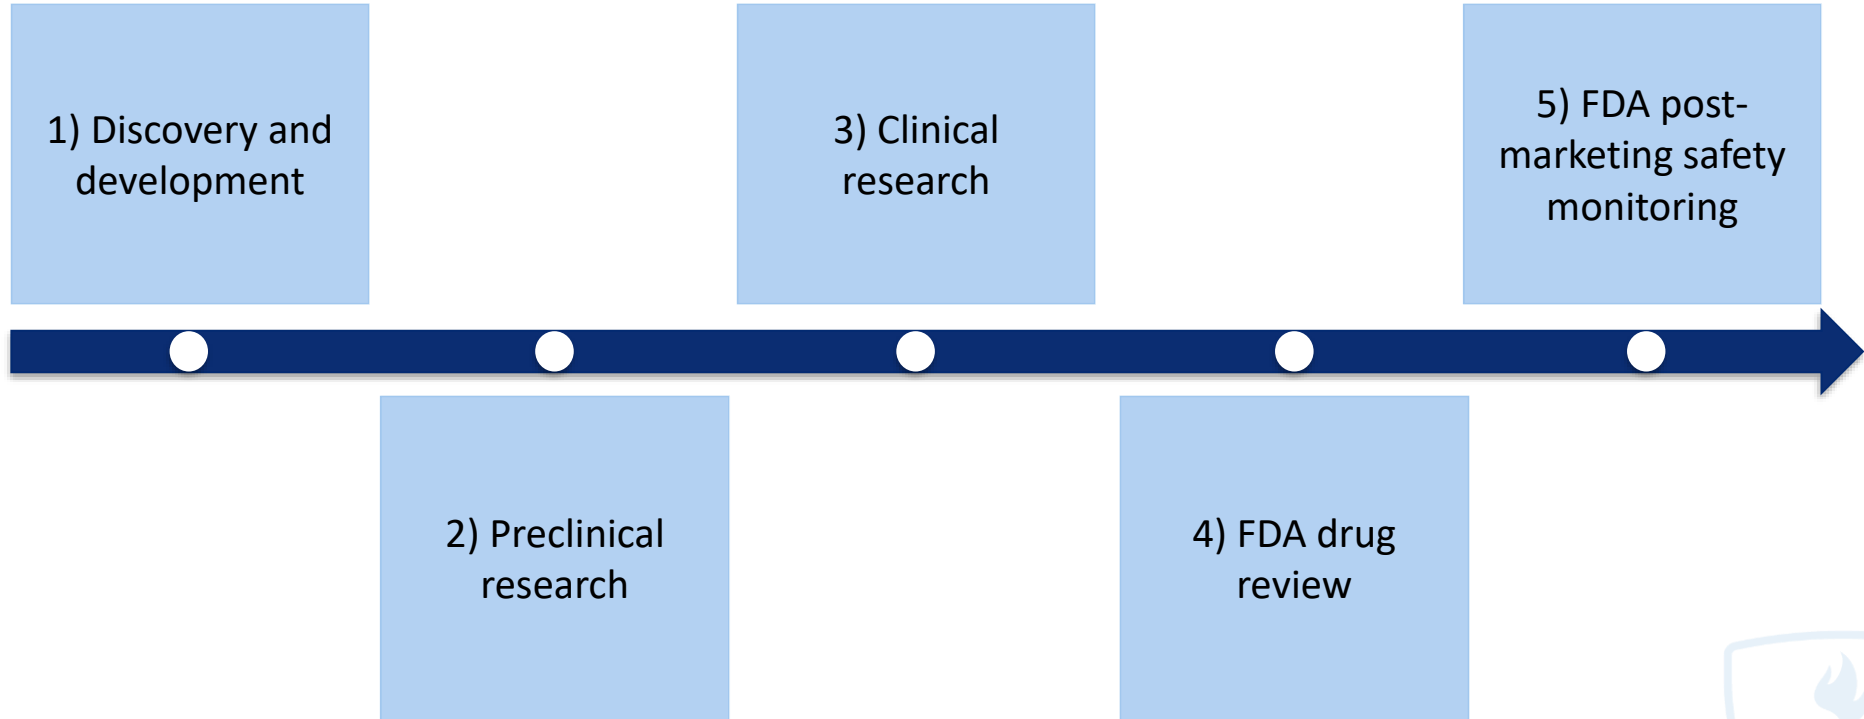 1) Discovery and
development
2) Preclinical
research
3) Clinical
research
4) FDA drug
review
5) FDA post-
marketing safety
monitoring